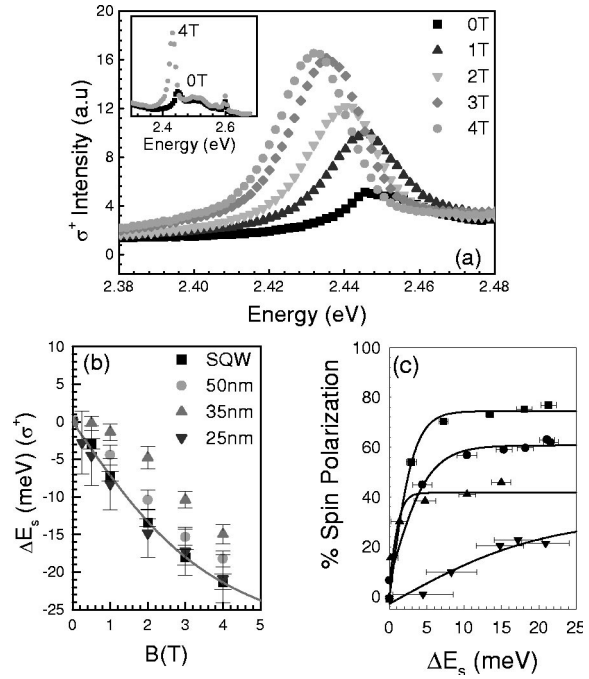 4T
0T
2.4 2.6
Energy (eV)
20
16
12
8
4
0
σ⁺ Intensity (a.u)
0T
1T
2T
3T
4T
(a)
2.38 2.40 2.42 2.44 2.46 2.48
Energy (eV)
(b)
SQW
50nm
35nm
25nm
10
5
0
-5
-10
-15
-20
-25
ΔEₛ (meV) (σ⁺)
0 1 2 3 4 5
B(T)
(c)
80
60
40
20
0
% Spin Polarization
0 5 10 15 20 25
ΔEₛ (meV)